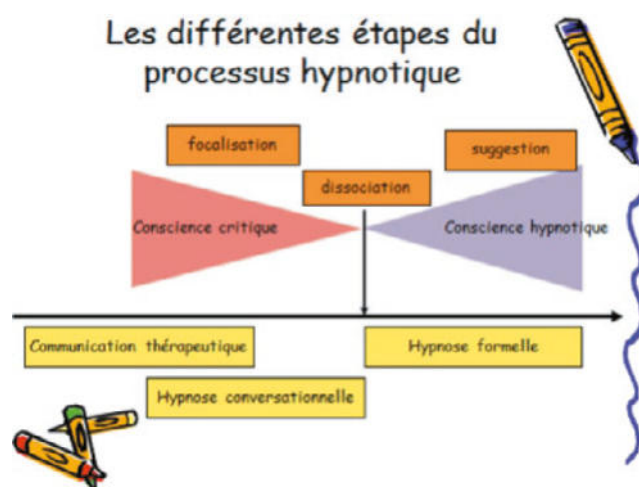 Les différentes étapes du
processus hypnotique
focalisation
suggestion
dissociation
Conscience critique
Conscience hypnotique
Communication thérapeutique
Hypnose formelle
Hypnose conversationnelle